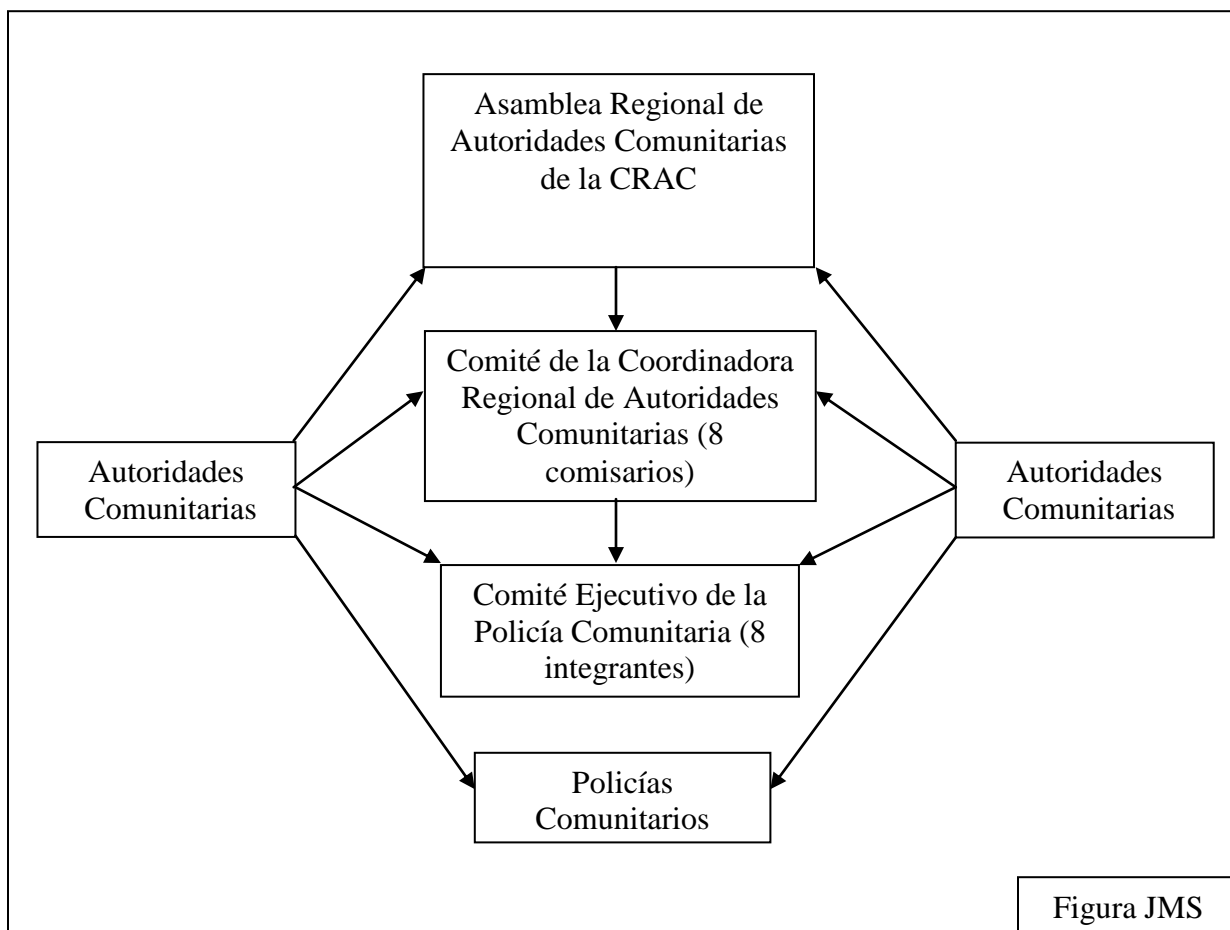 Asamblea Regional de
Autoridades Comunitarias
de la CRAC
Comité de la Coordinadora
Regional de Autoridades
Comunitarias (8
comisarios)
Autoridades
Comunitarias
Autoridades
Comunitarias
Comité Ejecutivo de la
Policía Comunitaria (8
integrantes)
Policías
Comunitarios
Figura JMS